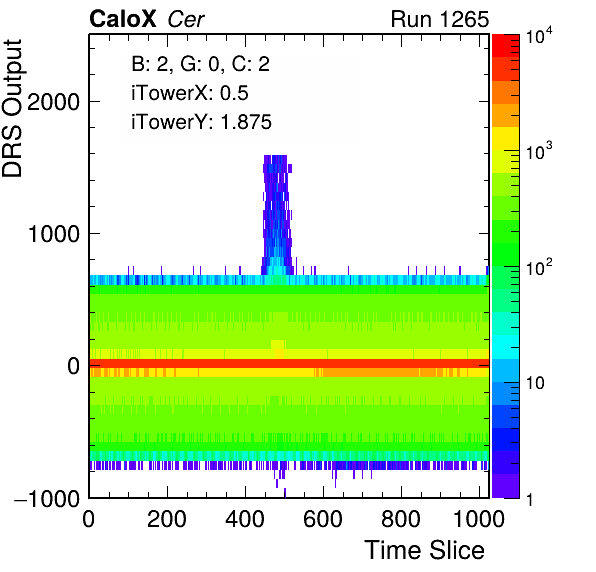 CaloX Cer Run 1265
B: 2, G: 0, C: 2
iTowerX: 0.5
iTowerY: 1.875
DRS Output
2000
1000
0
−1000
0 200 400 600 800 1000
Time Slice
10^4
10^3
10^2
10
1